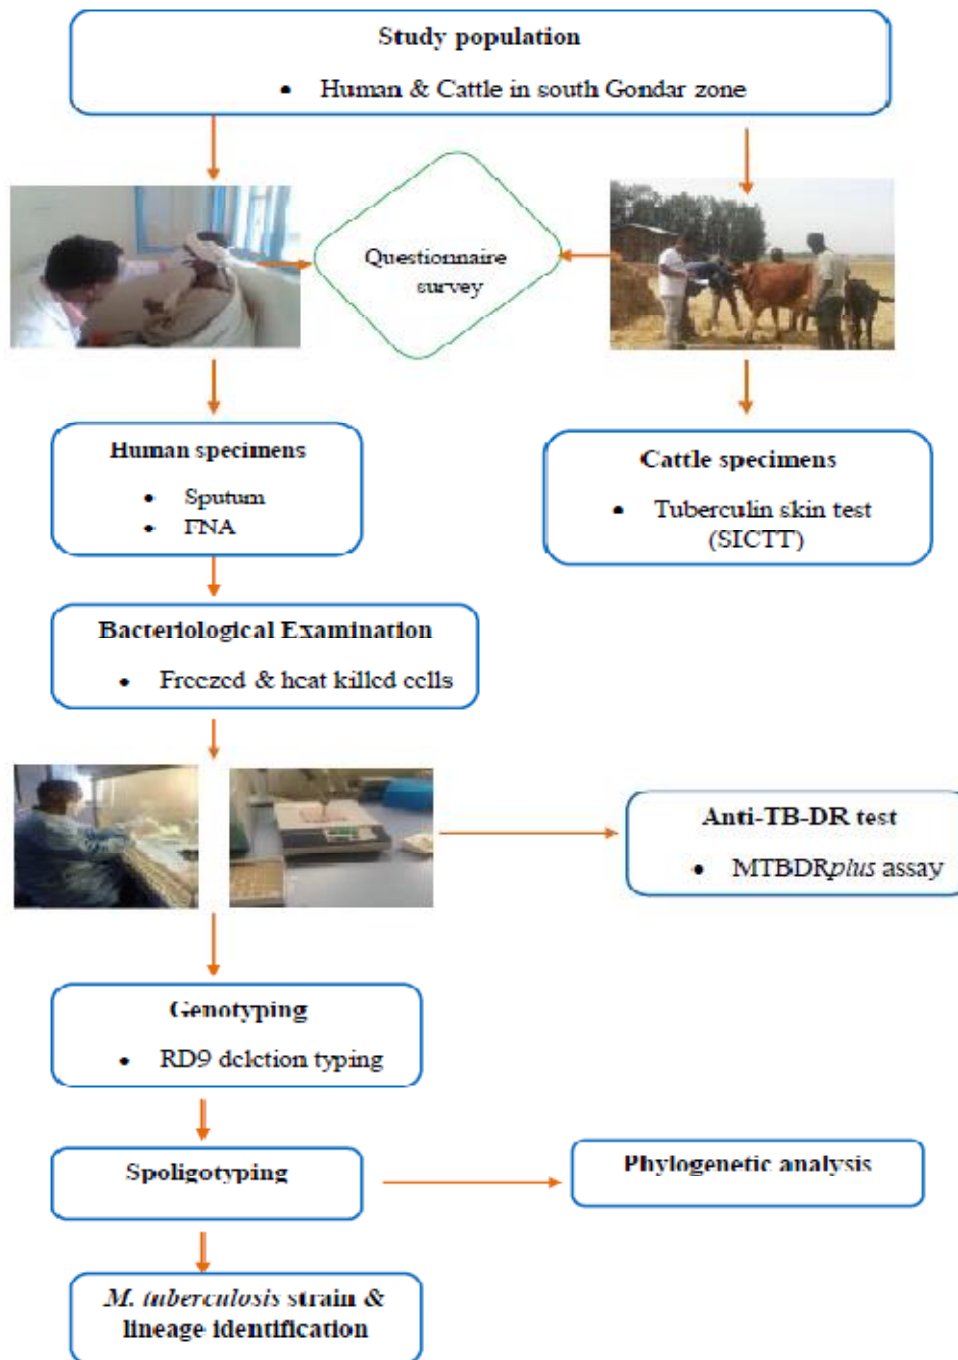 Study population
• Human & Cattle in south Gondar zone
Questionnaire
survey
Human specimens
• Sputum
• FNA
Cattle specimens
• Tuberculin skin test
(SICTT)
Bacteriological Examination
• Freezed & heat killed cells
Anti-TB-DR test
• MTBDRplus assay
Genotyping
• RD9 deletion typing
Spoligotyping
Phylogenetic analysis
M. tuberculosis strain &
lineage identification